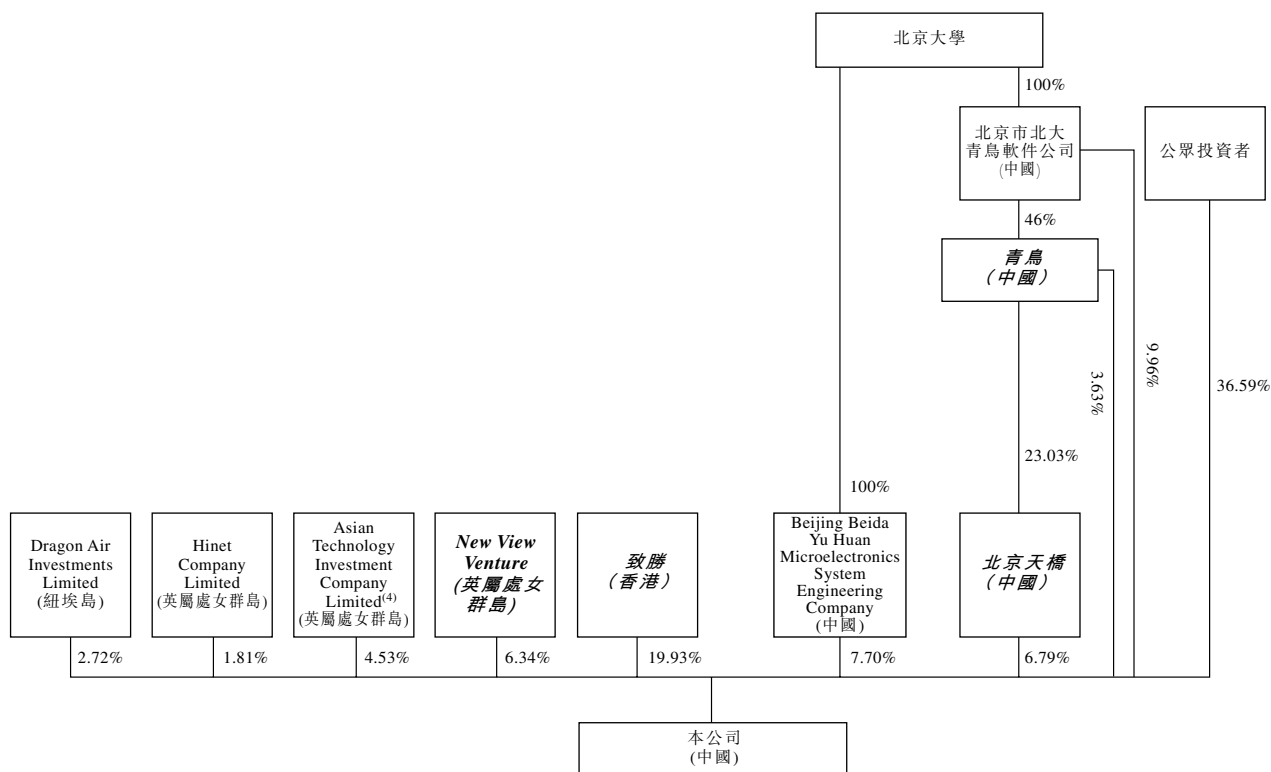 北京大學
100%
北京市北大
青鳥軟件公司
(中國)
公眾投資者
46%
青鳥
(中國)
9.96%
3.63%
36.59%
23.03%
100%
Dragon Air
Investments
Limited
(紐埃島)
Hinet
Company
Limited
(英屬處女群島)
Asian
Technology
Investment
Company
Limited(4)
(英屬處女群島)
New View
Venture
(英屬處女
群島)
致勝
(香港)
Beijing Beida
Yu Huan
Microelectronics
System
Engineering
Company
(中國)
北京天橋
(中國)
2.72%
1.81%
4.53%
6.34%
19.93%
7.70%
6.79%
本公司
(中國)